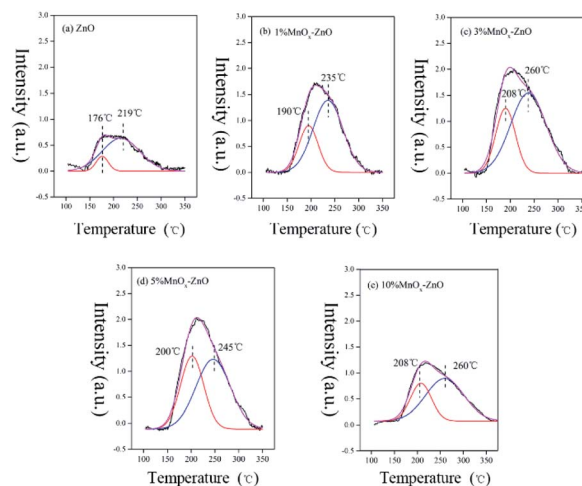 (a) ZnO
176℃
219℃
Intensity (a.u.)
3.0
2.5
2.0
1.5
1.0
0.5
0.0
-0.5
100 150 200 250 300 350
Temperature (℃)
(b) 1%MnOx-ZnO
190℃
235℃
Intensity (a.u.)
3.0
2.5
2.0
1.5
1.0
0.5
0.0
-0.5
100 150 200 250 300 350
Temperature (℃)
(c) 3%MnOx-ZnO
208℃
260℃
Intensity (a.u.)
3.0
2.5
2.0
1.5
1.0
0.5
0.0
-0.5
100 150 200 250 300 350
Temperature (℃)
(d) 5%MnOx-ZnO
200℃
245℃
Intensity (a.u.)
3.0
2.5
2.0
1.5
1.0
0.5
0.0
-0.5
100 150 200 250 300 350
Temperature (℃)
(e) 10%MnOx-ZnO
208℃
260℃
Intensity (a.u.)
3.0
2.5
2.0
1.5
1.0
0.5
0.0
-0.5
100 150 200 250 300 350
Temperature (℃)